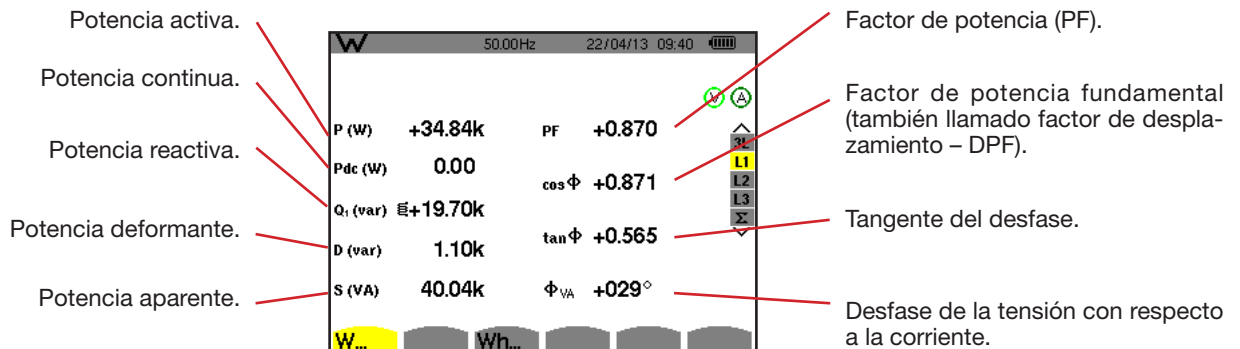 Potencia activa.
Potencia continua.
Potencia reactiva.
Potencia deformante.
Potencia aparente.
W 50.00Hz 22/04/13 09:40
V A
P (W) +34.84k PF +0.870
Pdc (W) 0.00 cos Φ +0.871
Q₁ (var) +19.70k tan Φ +0.565
D (var) 1.10k
S (VA) 40.04k Φ VA +029°
3L
L1
L2
L3
Σ
W... Wh...
Factor de potencia (PF).
Factor de potencia fundamental
(también llamado factor de despla-
zamiento – DPF).
Tangente del desfase.
Desfase de la tensión con respecto
a la corriente.